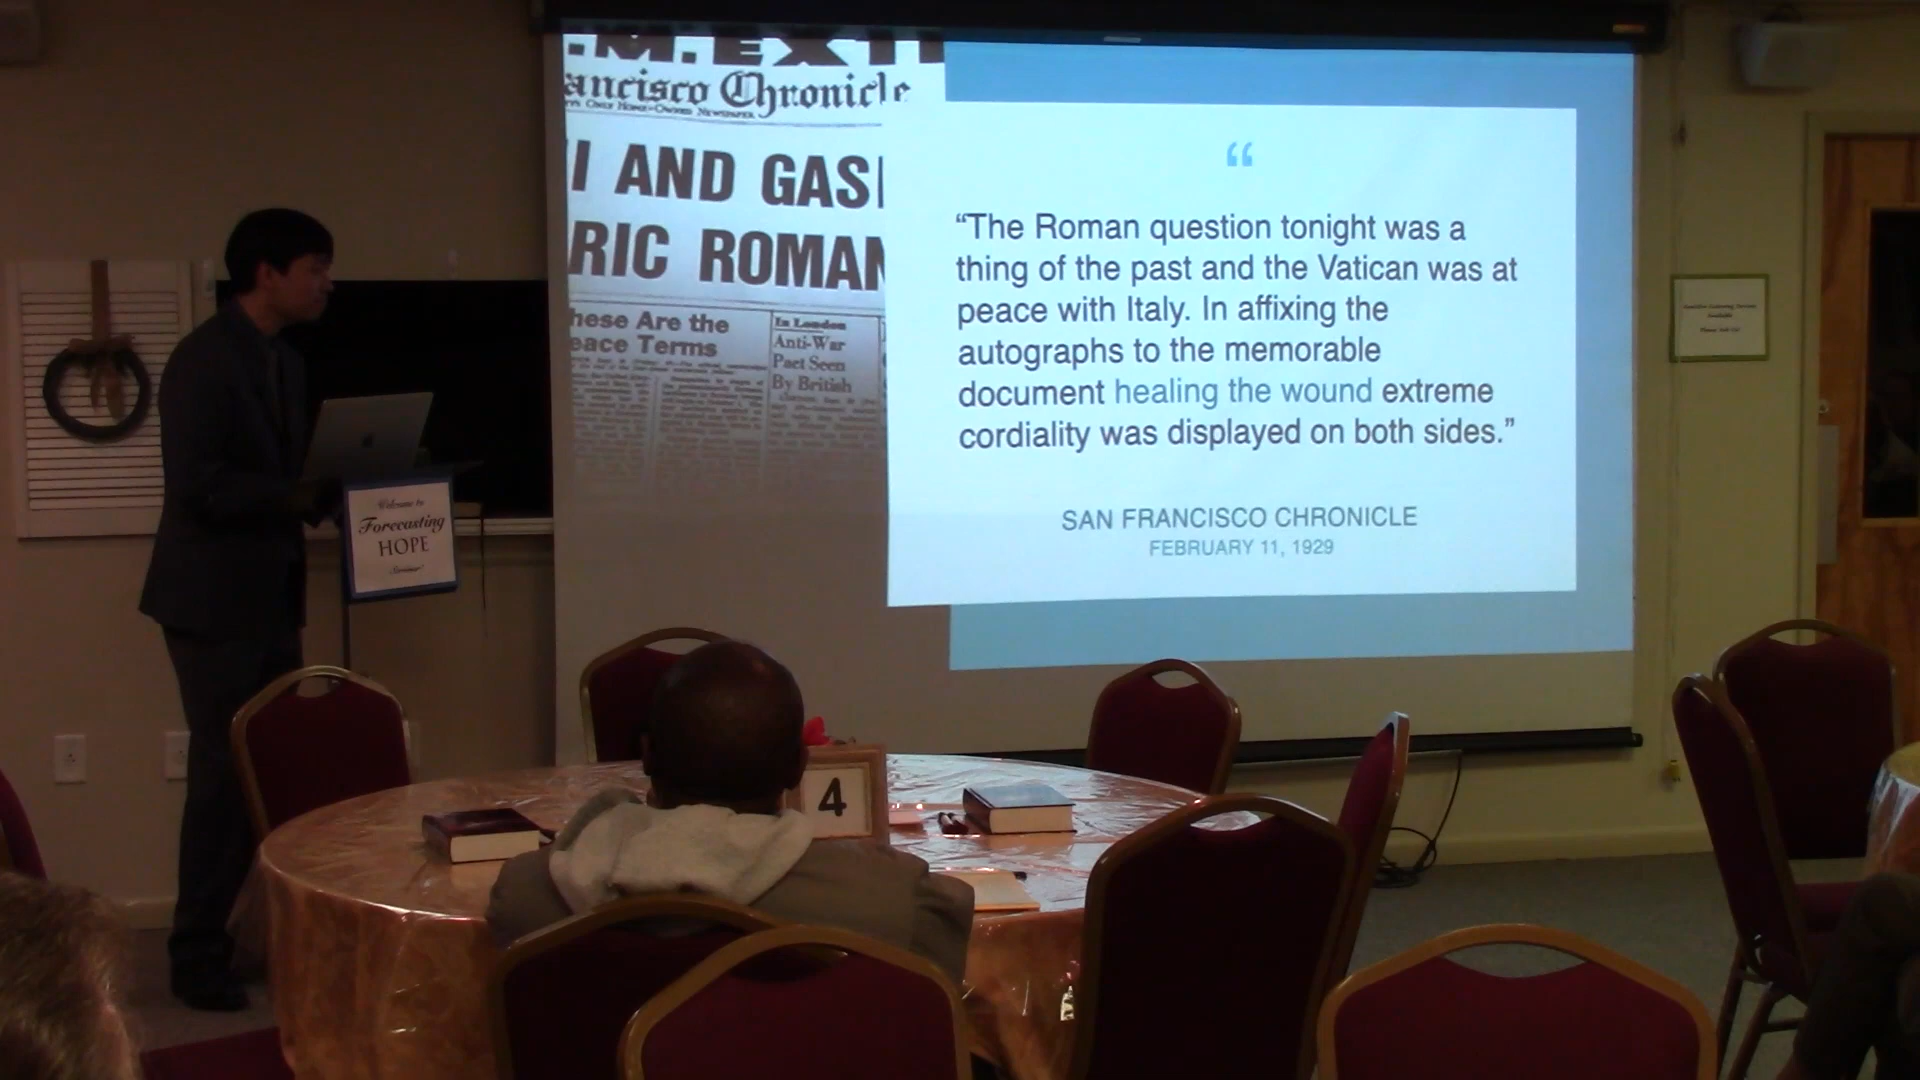 .M. EXT
ancisco Chronicle
I AND GAS
RIC ROMAN
hese Are the
eace Terms
In London
Anti-War
Pact Seen
By British
“
“The Roman question tonight was a
thing of the past and the Vatican was at
peace with Italy. In affixing the
autographs to the memorable
document healing the wound extreme
cordiality was displayed on both sides.”
SAN FRANCISCO CHRONICLE
FEBRUARY 11, 1929
Welcome to
Forecasting
HOPE
Seminar!
4